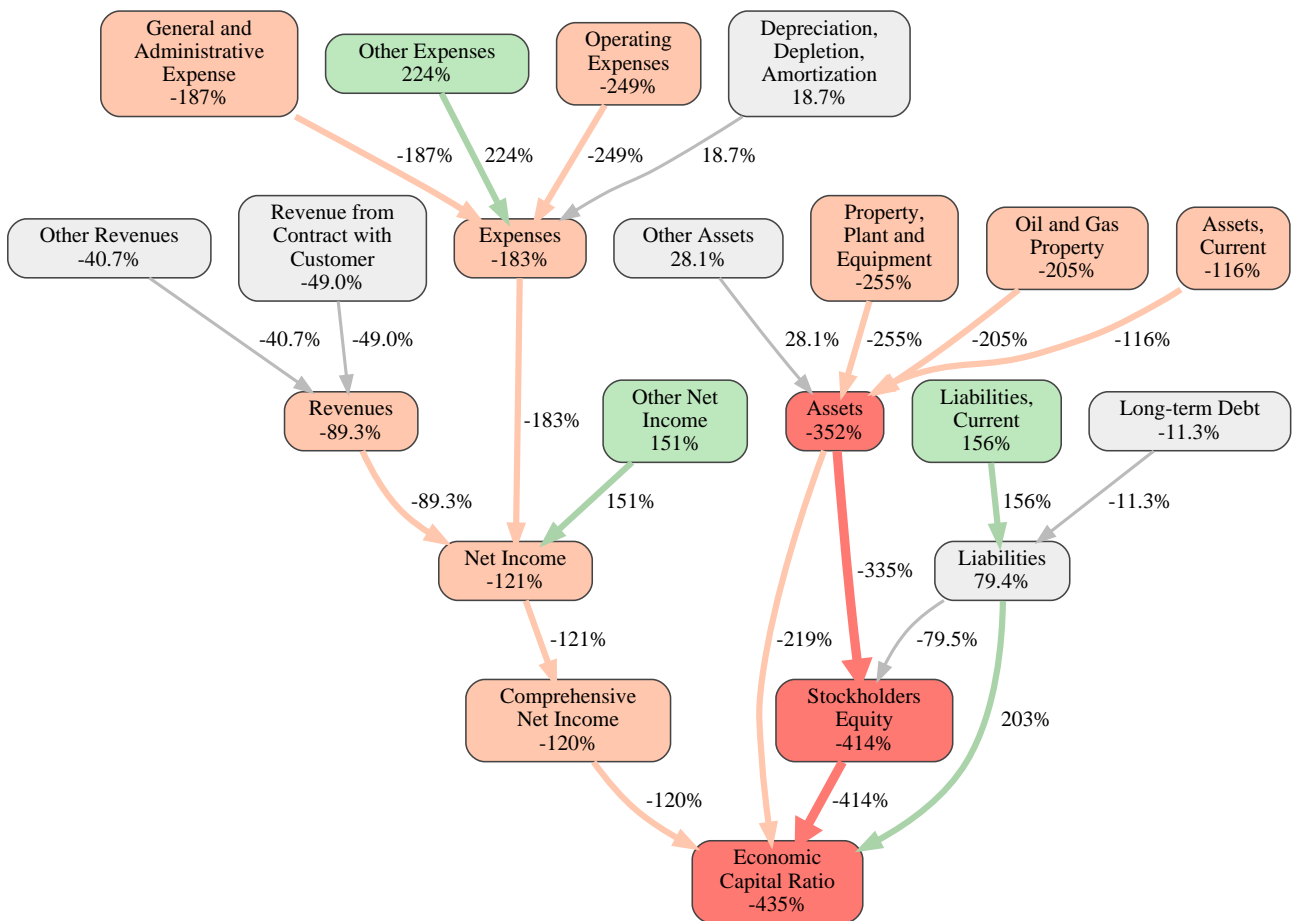 General and
Administrative
Expense
-187%
Other Expenses
224%
Operating
Expenses
-249%
Depreciation,
Depletion,
Amortization
18.7%
-187%
224%
-249%
18.7%
Other Revenues
-40.7%
Revenue from
Contract with
Customer
-49.0%
Expenses
-183%
Other Assets
28.1%
Property,
Plant and
Equipment
-255%
Oil and Gas
Property
-205%
Assets,
Current
-116%
-40.7%
-49.0%
28.1%
-255%
-205%
-116%
Revenues
-89.3%
-183%
Other Net
Income
151%
Assets
-352%
Liabilities,
Current
156%
Long-term Debt
-11.3%
-89.3%
151%
156%
-11.3%
Net Income
-121%
-335%
Liabilities
79.4%
-121%
-219%
-79.5%
Comprehensive
Net Income
-120%
Stockholders
Equity
-414%
203%
-120%
-414%
Economic
Capital Ratio
-435%